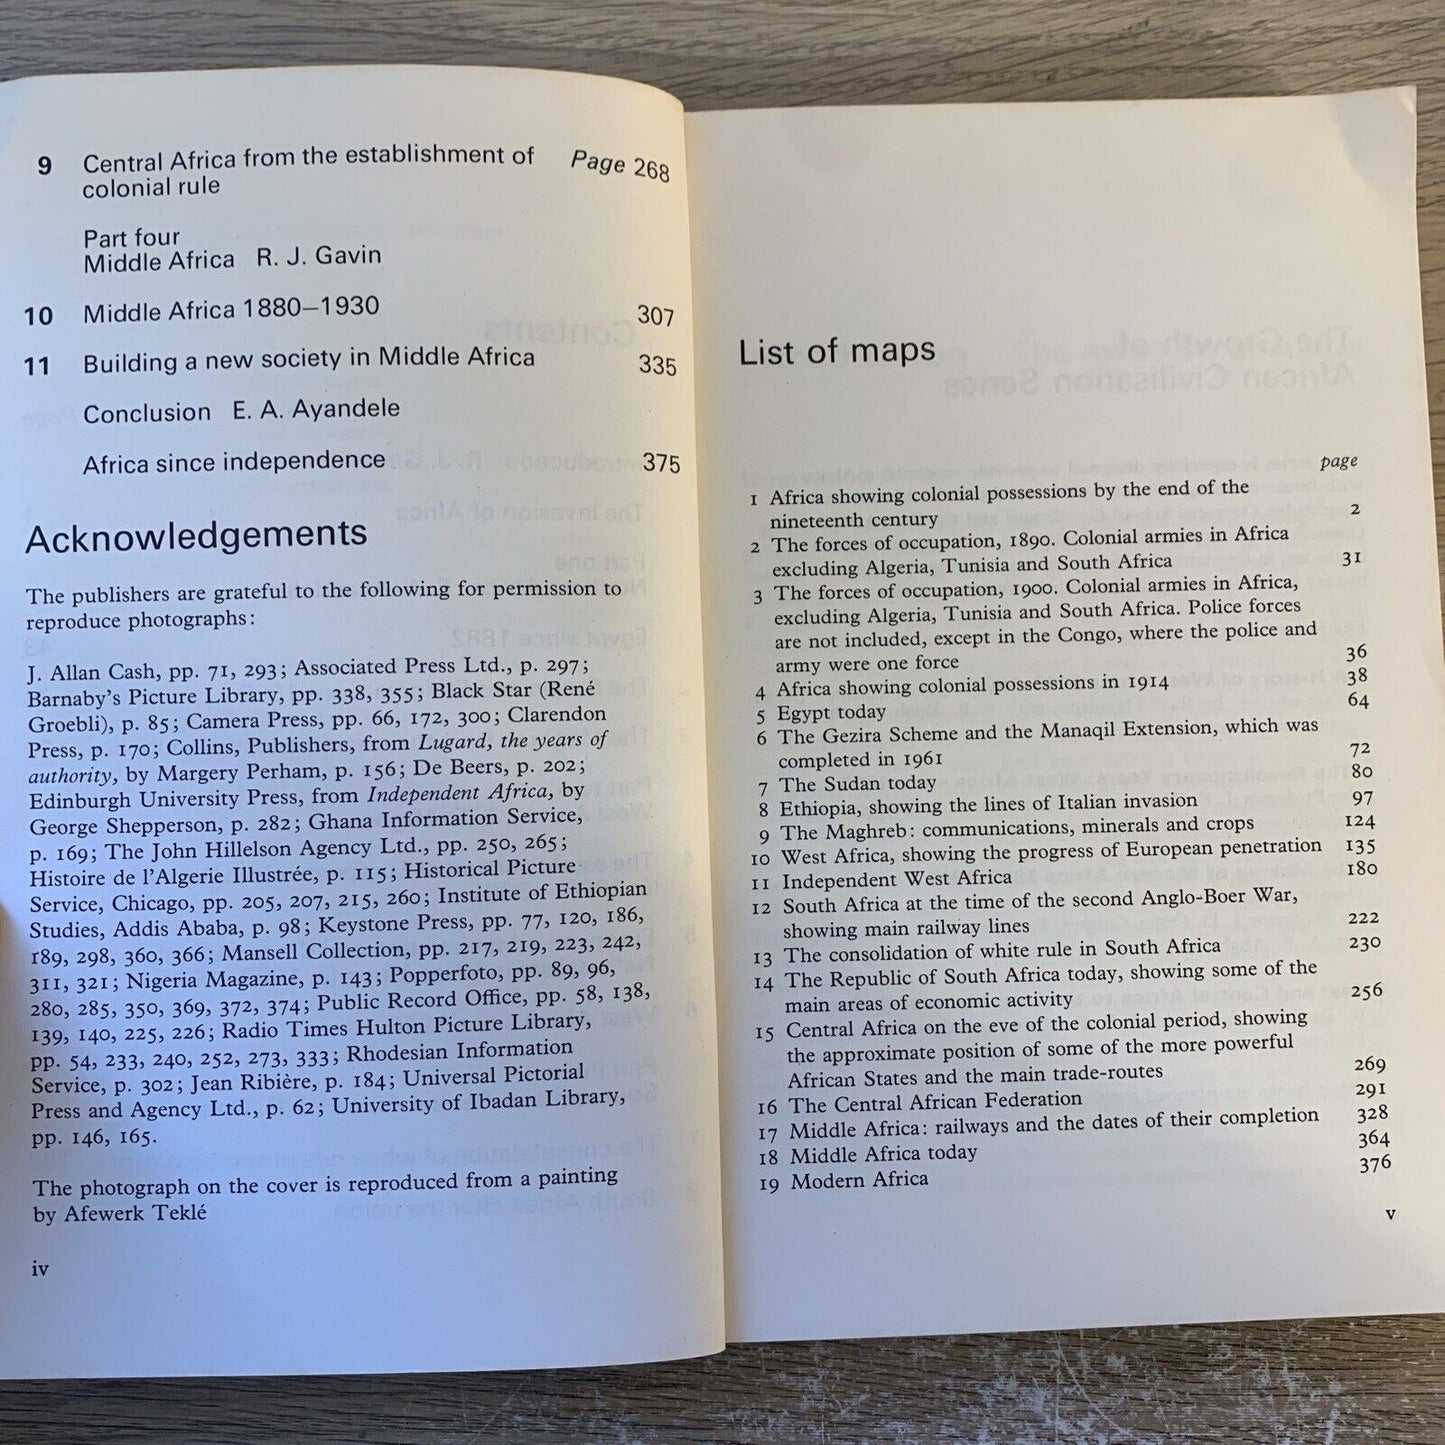 9 Central Africa from the establishment of Page 268
colonial rule
Part four
Middle Africa R. J. Gavin
10 Middle Africa 1880–1930 307
11 Building a new society in Middle Africa 335
Conclusion E. A. Ayandele
Africa since independence 375
Acknowledgements
The publishers are grateful to the following for permission to
reproduce photographs:
J. Allan Cash, pp. 71, 293; Associated Press Ltd., p. 297;
Barnaby's Picture Library, pp. 338, 355; Black Star (René
Groebli), p. 85; Camera Press, pp. 66, 172, 300; Clarendon
Press, p. 170; Collins, Publishers, from Lugard, the years of
authority, by Margery Perham, p. 156; De Beers, p. 202;
Edinburgh University Press, from Independent Africa, by
George Shepperson, p. 282; Ghana Information Service,
p. 169; The John Hillelson Agency Ltd., pp. 250, 265;
Histoire de l'Algerie Illustrée, p. 115; Historical Picture
Service, Chicago, pp. 205, 207, 215, 260; Institute of Ethiopian
Studies, Addis Ababa, p. 98; Keystone Press, pp. 77, 120, 186,
189, 298, 360, 366; Mansell Collection, pp. 217, 219, 223, 242,
311, 321; Nigeria Magazine, p. 143; Popperfoto, pp. 89, 96,
280, 285, 350, 369, 372, 374; Public Record Office, pp. 58, 138,
139, 140, 225, 226; Radio Times Hulton Picture Library,
pp. 54, 233, 240, 252, 273, 333; Rhodesian Information
Service, p. 302; Jean Ribière, p. 184; Universal Pictorial
Press and Agency Ltd., p. 62; University of Ibadan Library,
pp. 146, 165.
The photograph on the cover is reproduced from a painting
by Afewerk Teklé
iv
List of maps
page
1 Africa showing colonial possessions by the end of the
nineteenth century 2
2 The forces of occupation, 1890. Colonial armies in Africa
excluding Algeria, Tunisia and South Africa 31
3 The forces of occupation, 1900. Colonial armies in Africa,
excluding Algeria, Tunisia and South Africa. Police forces
are not included, except in the Congo, where the police and
army were one force 36
4 Africa showing colonial possessions in 1914 38
5 Egypt today 64
6 The Gezira Scheme and the Manaqil Extension, which was
completed in 1961 72
7 The Sudan today 80
8 Ethiopia, showing the lines of Italian invasion 97
9 The Maghreb: communications, minerals and crops 124
10 West Africa, showing the progress of European penetration 135
11 Independent West Africa 180
12 South Africa at the time of the second Anglo-Boer War,
showing main railway lines 222
13 The consolidation of white rule in South Africa 230
14 The Republic of South Africa today, showing some of the
main areas of economic activity 256
15 Central Africa on the eve of the colonial period, showing
the approximate position of some of the more powerful
African States and the main trade-routes 269
16 The Central African Federation 291
17 Middle Africa: railways and the dates of their completion 328
18 Middle Africa today 364
19 Modern Africa 376
v